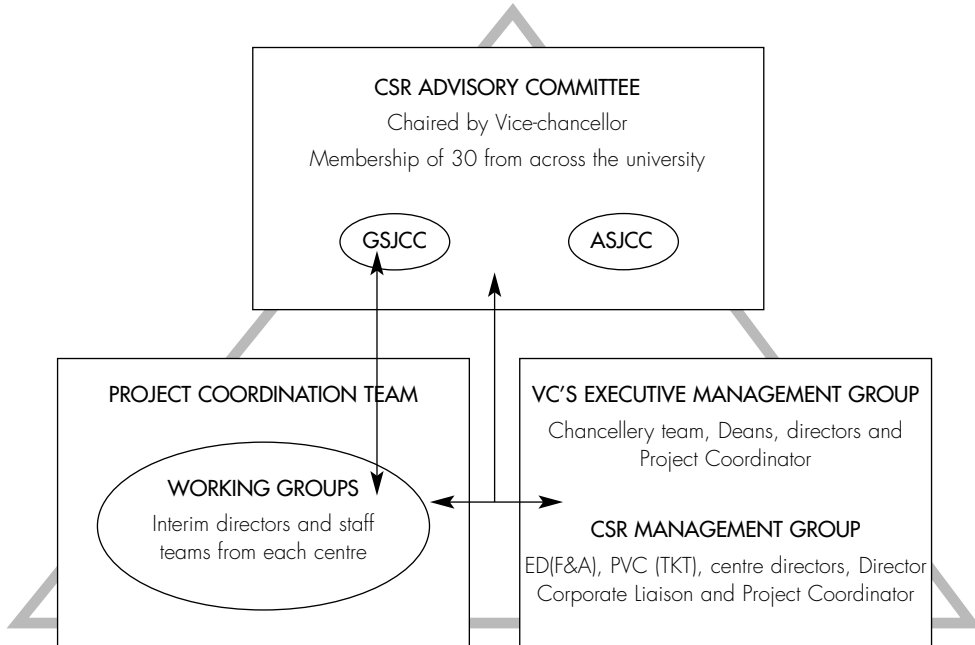 CSR ADVISORY COMMITTEE
Chaired by Vice-chancellor
Membership of 30 from across the university
GSJCC
ASJCC
PROJECT COORDINATION TEAM
WORKING GROUPS
Interim directors and staff
teams from each centre
VC'S EXECUTIVE MANAGEMENT GROUP
Chancellery team, Deans, directors and
Project Coordinator
CSR MANAGEMENT GROUP
ED(F&A), PVC (TKT), centre directors, Director
Corporate Liaison and Project Coordinator